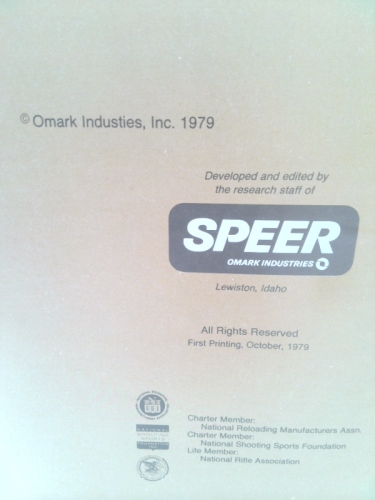 © Omark Industies, Inc. 1979
Developed and edited by
the research staff of
SPEER
OMARK INDUSTRIES
Lewiston, Idaho
All Rights Reserved
First Printing, October, 1979
Charter Member:
National Reloading Manufacturers Assn.
Charter Member:
National Shooting Sports Foundation
Life Member:
National Rifle Association